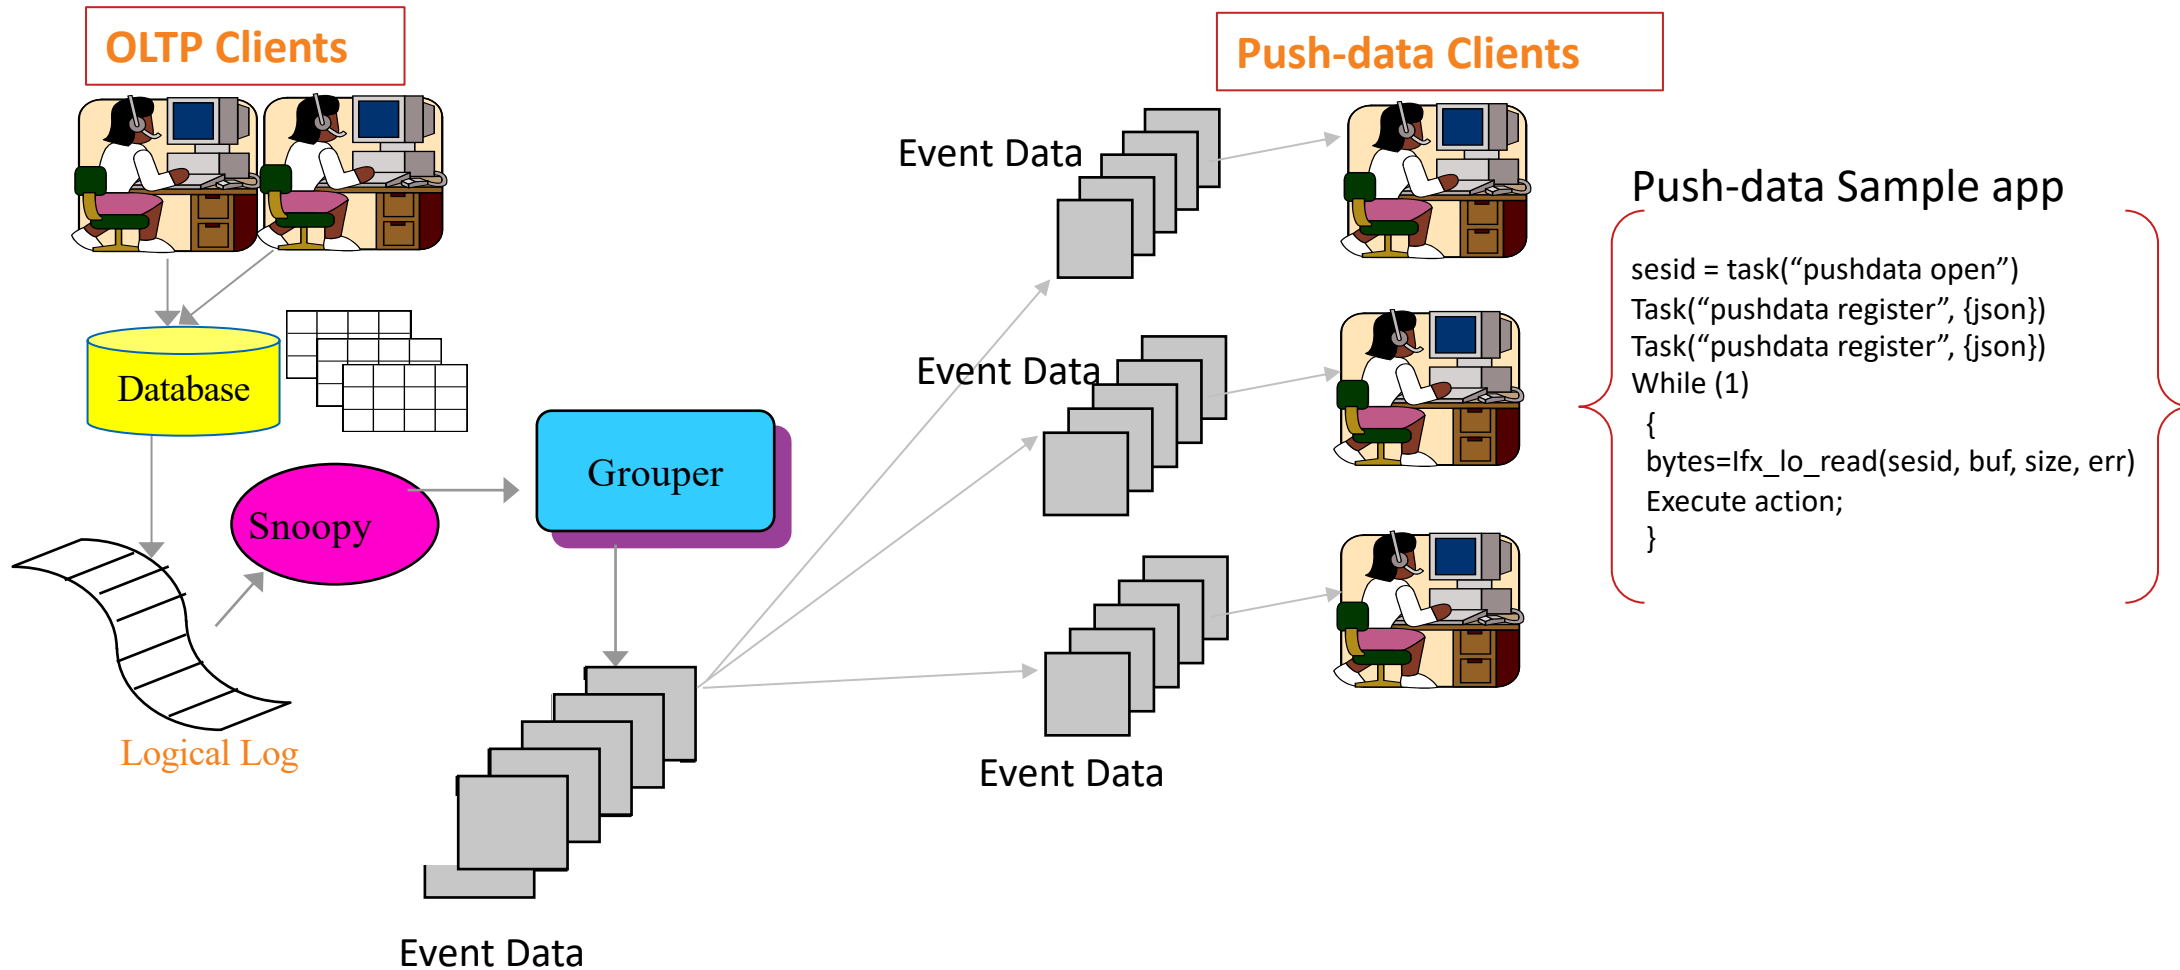 OLTP Clients
Push-data Clients
Event Data
Push-data Sample app
sesid = task(“pushdata open”)
Task(“pushdata register”, {json})
Task(“pushdata register”, {json})
While (1)
{
bytes=Ifx_lo_read(sesid, buf, size, err)
Execute action;
}
Event Data
Database
Grouper
Snoopy
Logical Log
Event Data
Event Data